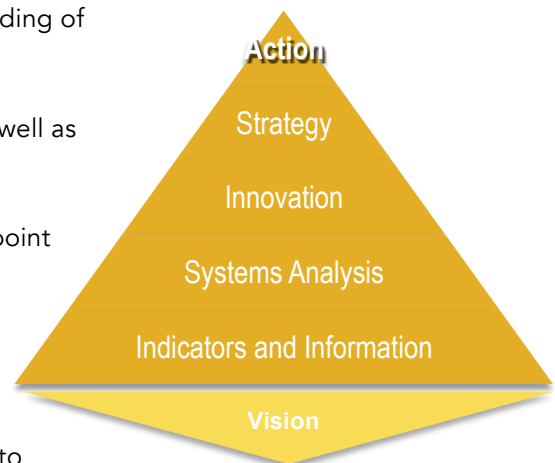 ding of
Action
well as
Strategy
Innovation
point
Systems Analysis
Indicators and Information
Vision
to